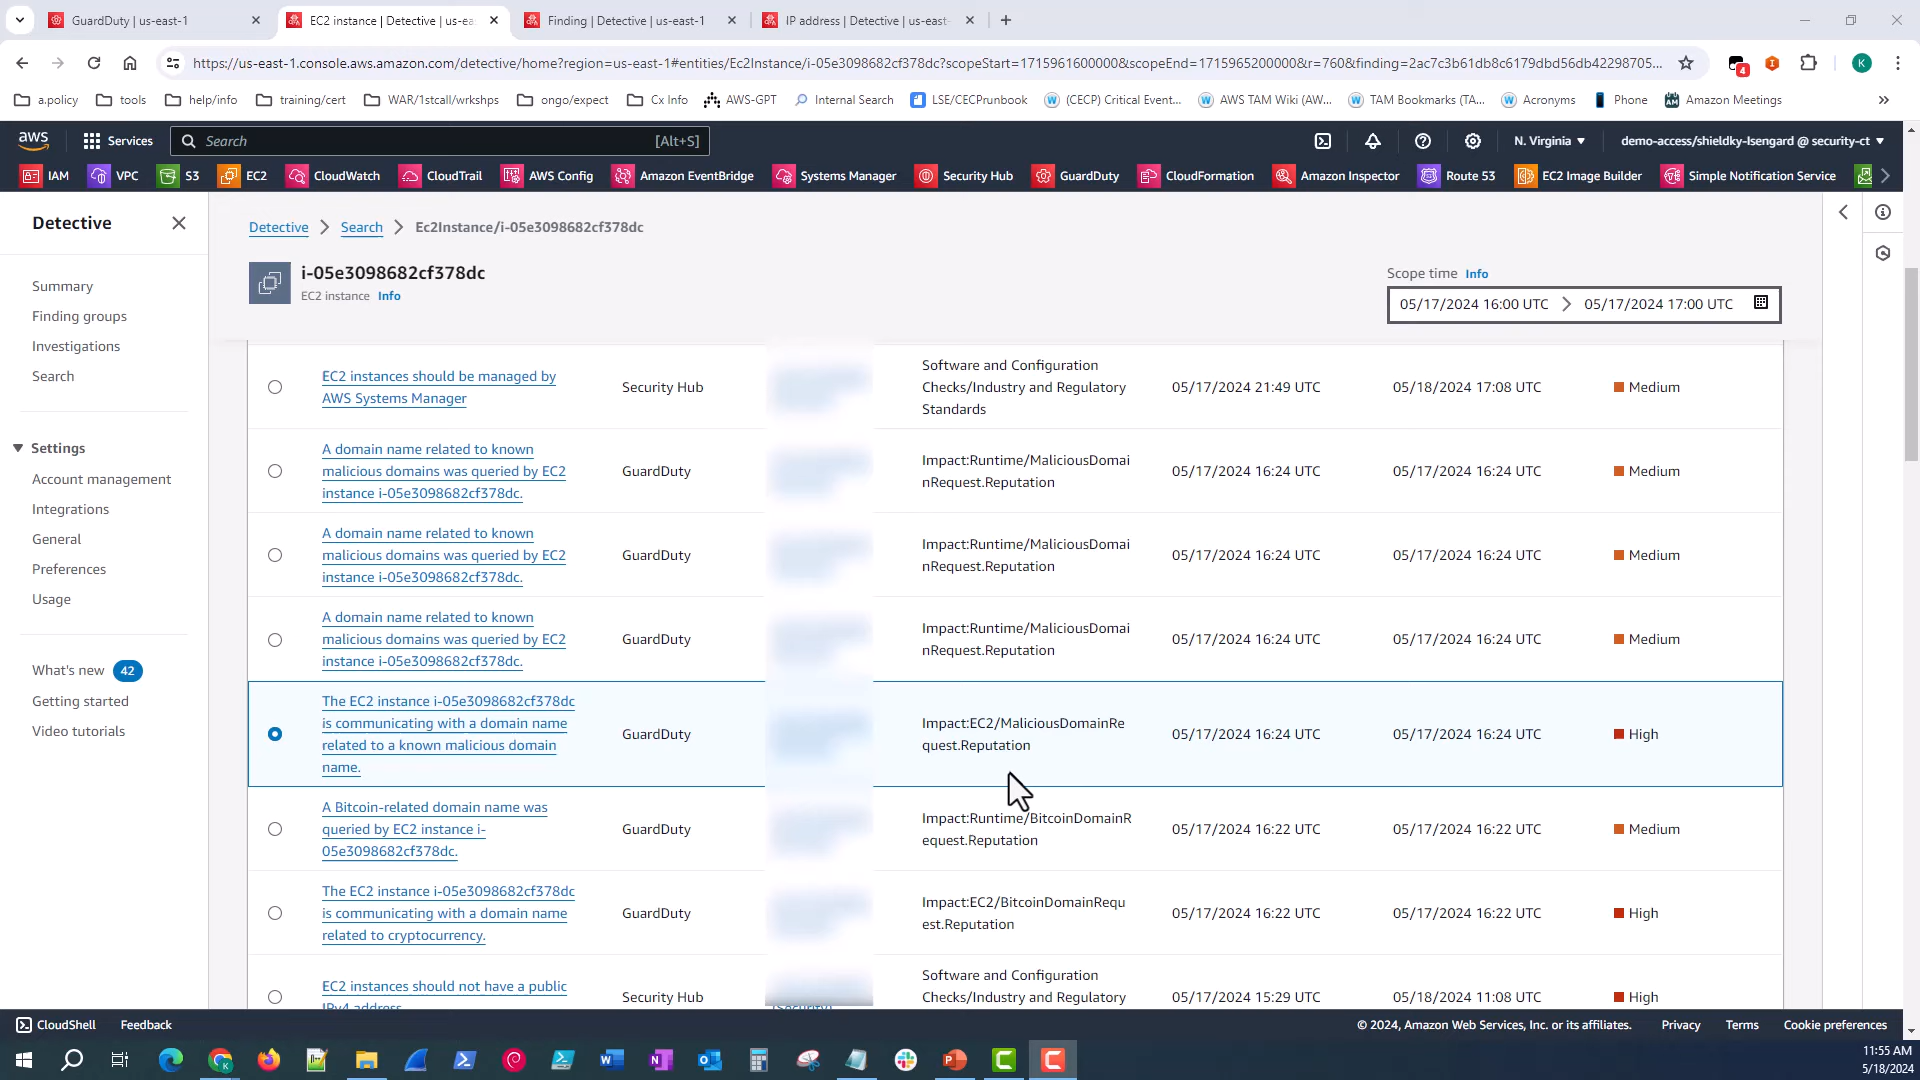 GuardDuty | us-east-1
EC2 instance | Detective | us-ea
Finding | Detective | us-east-1
IP address | Detective | us-east-
https://us-east-1.console.aws.amazon.com/detective/home?region=us-east-1#entities/Ec2Instance/i-05e3098682cf378dc?scopeStart=1715961600000&scopeEnd=1715965200000&r=760&finding=2ac7c3b61db8c6179dbd56db42298705...
4
K
a.policy
tools
help/info
training/cert
WAR/1stcall/wrkshps
ongo/expect
Cx Info
AWS-GPT
Internal Search
LSE/CECPrunbook
(CECP) Critical Event...
AWS TAM Wiki (AW...
TAM Bookmarks (TA...
Acronyms
Phone
Amazon Meetings
aws
Services
Search
[Alt+S]
N. Virginia
demo-access/shieldky-Isengard @ security-ct
IAM
VPC
S3
EC2
CloudWatch
CloudTrail
AWS Config
Amazon EventBridge
Systems Manager
Security Hub
GuardDuty
CloudFormation
Amazon Inspector
Route 53
EC2 Image Builder
Simple Notification Service
Detective
Summary
Finding groups
Investigations
Search
Settings
Account management
Integrations
General
Preferences
Usage
What's new 42
Getting started
Video tutorials
Detective
Search
Ec2Instance/i-05e3098682cf378dc
i-05e3098682cf378dc
EC2 instance Info
Scope time Info
05/17/2024 16:00 UTC
05/17/2024 17:00 UTC
EC2 instances should be managed by
AWS Systems Manager
Security Hub
Software and Configuration
Checks/Industry and Regulatory
Standards
05/17/2024 21:49 UTC
05/18/2024 17:08 UTC
Medium
A domain name related to known
malicious domains was queried by EC2
instance i-05e3098682cf378dc.
GuardDuty
Impact:Runtime/MaliciousDomai
nRequest.Reputation
05/17/2024 16:24 UTC
05/17/2024 16:24 UTC
Medium
A domain name related to known
malicious domains was queried by EC2
instance i-05e3098682cf378dc.
GuardDuty
Impact:Runtime/MaliciousDomai
nRequest.Reputation
05/17/2024 16:24 UTC
05/17/2024 16:24 UTC
Medium
A domain name related to known
malicious domains was queried by EC2
instance i-05e3098682cf378dc.
GuardDuty
Impact:Runtime/MaliciousDomai
nRequest.Reputation
05/17/2024 16:24 UTC
05/17/2024 16:24 UTC
Medium
The EC2 instance i-05e3098682cf378dc
is communicating with a domain name
related to a known malicious domain
name.
GuardDuty
Impact:EC2/MaliciousDomainRe
quest.Reputation
05/17/2024 16:24 UTC
05/17/2024 16:24 UTC
High
A Bitcoin-related domain name was
queried by EC2 instance i-
05e3098682cf378dc.
GuardDuty
Impact:Runtime/BitcoinDomainR
equest.Reputation
05/17/2024 16:22 UTC
05/17/2024 16:22 UTC
Medium
The EC2 instance i-05e3098682cf378dc
is communicating with a domain name
related to cryptocurrency.
GuardDuty
Impact:EC2/BitcoinDomainRequ
est.Reputation
05/17/2024 16:22 UTC
05/17/2024 16:22 UTC
High
EC2 instances should not have a public
IPv4 address
Security Hub
Software and Configuration
Checks/Industry and Regulatory
05/17/2024 15:29 UTC
05/18/2024 11:08 UTC
High
CloudShell
Feedback
© 2024, Amazon Web Services, Inc. or its affiliates.
Privacy
Terms
Cookie preferences
11:55 AM
5/18/2024